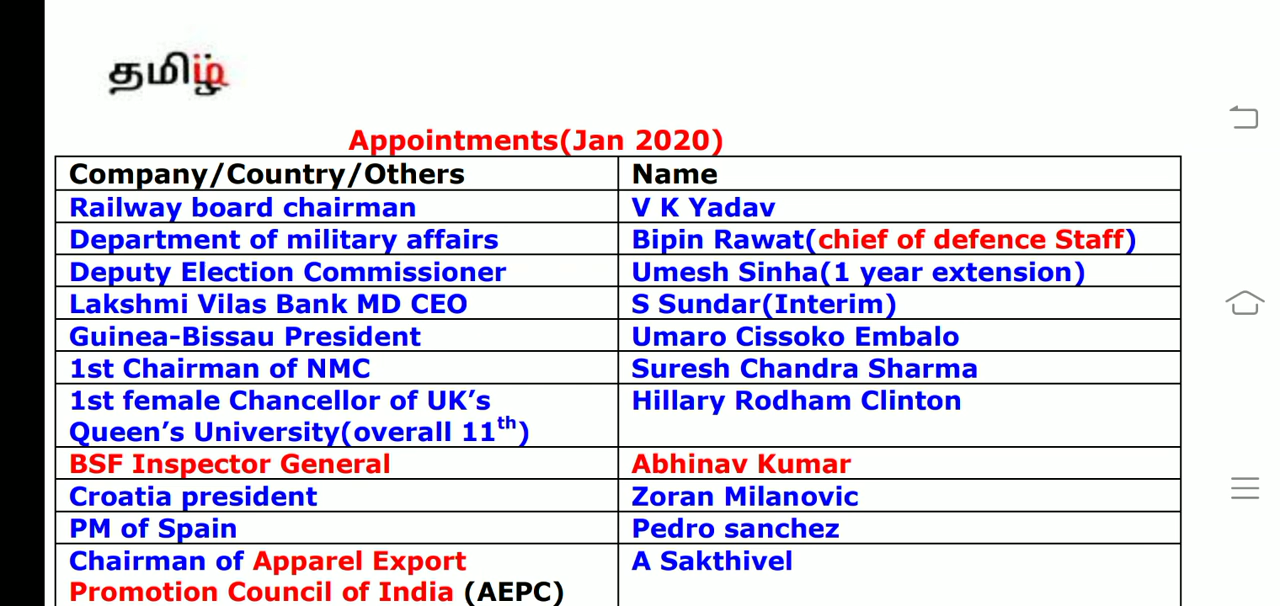 தமிழ்
Appointments(Jan 2020)
Company/Country/Others Name
Railway board chairman V K Yadav
Department of military affairs Bipin Rawat(chief of defence Staff)
Deputy Election Commissioner Umesh Sinha(1 year extension)
Lakshmi Vilas Bank MD CEO S Sundar(Interim)
Guinea-Bissau President Umaro Cissoko Embalo
1st Chairman of NMC Suresh Chandra Sharma
1st female Chancellor of UK’s Hillary Rodham Clinton
Queen’s University(overall 11th)
BSF Inspector General Abhinav Kumar
Croatia president Zoran Milanovic
PM of Spain Pedro sanchez
Chairman of Apparel Export A Sakthivel
Promotion Council of India (AEPC)